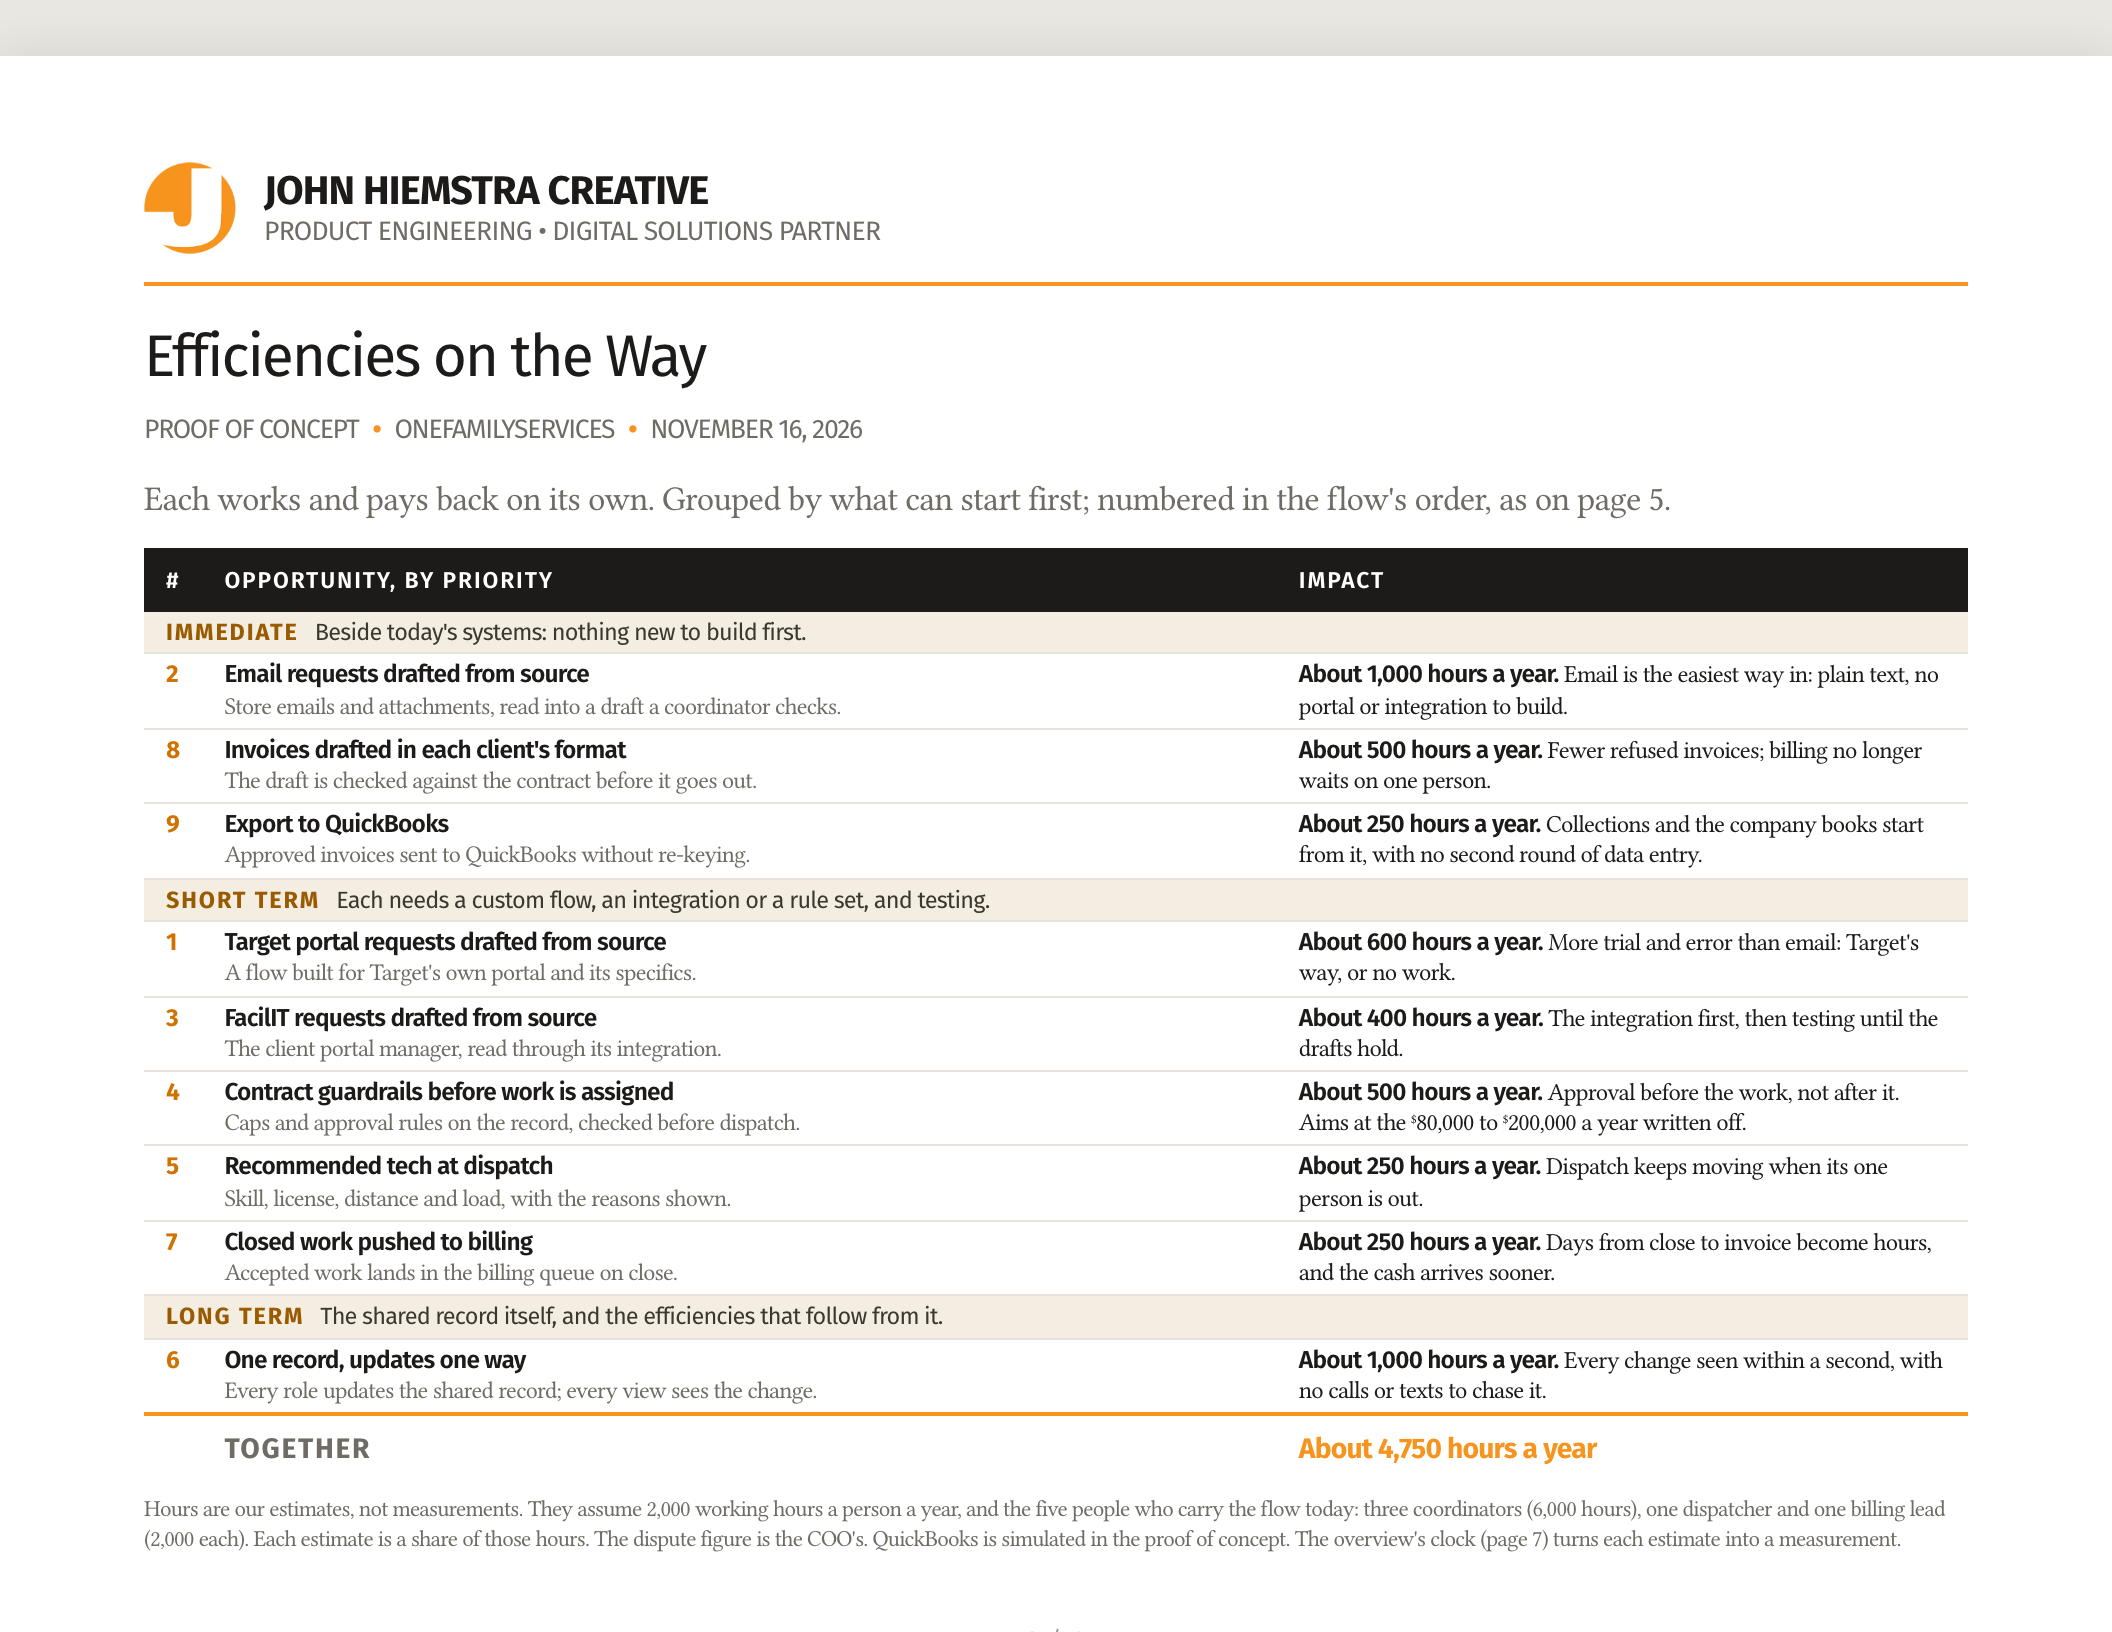 JOHN HIEMSTRA CREATIVE
PRODUCT ENGINEERING • DIGITAL SOLUTIONS PARTNER
Efficiencies on the Way
PROOF OF CONCEPT • ONEFAMILYSERVICES • NOVEMBER 16, 2026
Each works and pays back on its own. Grouped by what can start first; numbered in the flow's order, as on page 5.
# OPPORTUNITY, BY PRIORITY IMPACT
IMMEDIATE Beside today's systems: nothing new to build first.
2 Email requests drafted from source About 1,000 hours a year. Email is the easiest way in: plain text, no
Store emails and attachments, read into a draft a coordinator checks. portal or integration to build.
8 Invoices drafted in each client's format About 500 hours a year. Fewer refused invoices; billing no longer
The draft is checked against the contract before it goes out. waits on one person.
9 Export to QuickBooks About 250 hours a year. Collections and the company books start
Approved invoices sent to QuickBooks without re-keying. from it, with no second round of data entry.
SHORT TERM Each needs a custom flow, an integration or a rule set, and testing.
1 Target portal requests drafted from source About 600 hours a year. More trial and error than email: Target's
A flow built for Target's own portal and its specifics. way, or no work.
3 FacilIT requests drafted from source About 400 hours a year. The integration first, then testing until the
The client portal manager, read through its integration. drafts hold.
4 Contract guardrails before work is assigned About 500 hours a year. Approval before the work, not after it.
Caps and approval rules on the record, checked before dispatch. Aims at the $80,000 to $200,000 a year written off.
5 Recommended tech at dispatch About 250 hours a year. Dispatch keeps moving when its one
Skill, license, distance and load, with the reasons shown. person is out.
7 Closed work pushed to billing About 250 hours a year. Days from close to invoice become hours,
Accepted work lands in the billing queue on close. and the cash arrives sooner.
LONG TERM The shared record itself, and the efficiencies that follow from it.
6 One record, updates one way About 1,000 hours a year. Every change seen within a second, with
Every role updates the shared record; every view sees the change. no calls or texts to chase it.
TOGETHER About 4,750 hours a year
Hours are our estimates, not measurements. They assume 2,000 working hours a person a year, and the five people who carry the flow today: three coordinators (6,000 hours), one dispatcher and one billing lead
(2,000 each). Each estimate is a share of those hours. The dispute figure is the COO's. QuickBooks is simulated in the proof of concept. The overview's clock (page 7) turns each estimate into a measurement.